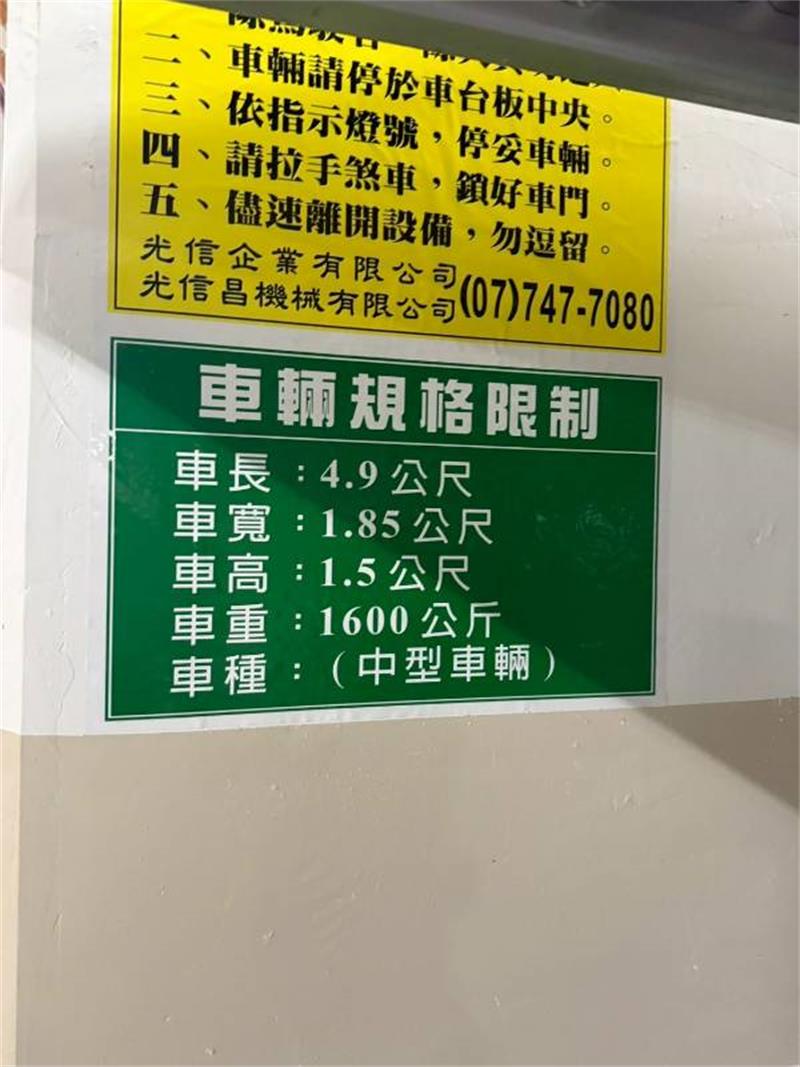 二、車輛請停於車台板中央。
三、依指示燈號，停妥車輛。
四、請拉手煞車，鎖好車門。
五、儘速離開設備，勿逗留。
光信企業有限公司
光信昌機械有限公司(07)747-7080
車輛規格限制
車長：4.9公尺
車寬：1.85公尺
車高：1.5公尺
車重：1600公斤
車種：(中型車輛)